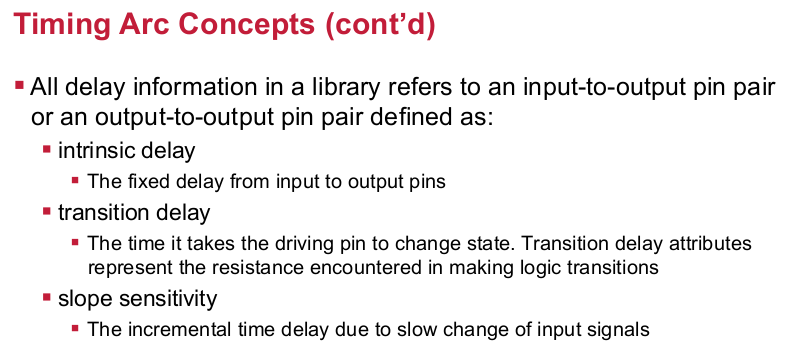 Timing Arc Concepts (cont’d)
▪ All delay information in a library refers to an input-to-output pin pair
or an output-to-output pin pair defined as:
▪ intrinsic delay
▪ The fixed delay from input to output pins
▪ transition delay
▪ The time it takes the driving pin to change state. Transition delay attributes
represent the resistance encountered in making logic transitions
▪ slope sensitivity
▪ The incremental time delay due to slow change of input signals